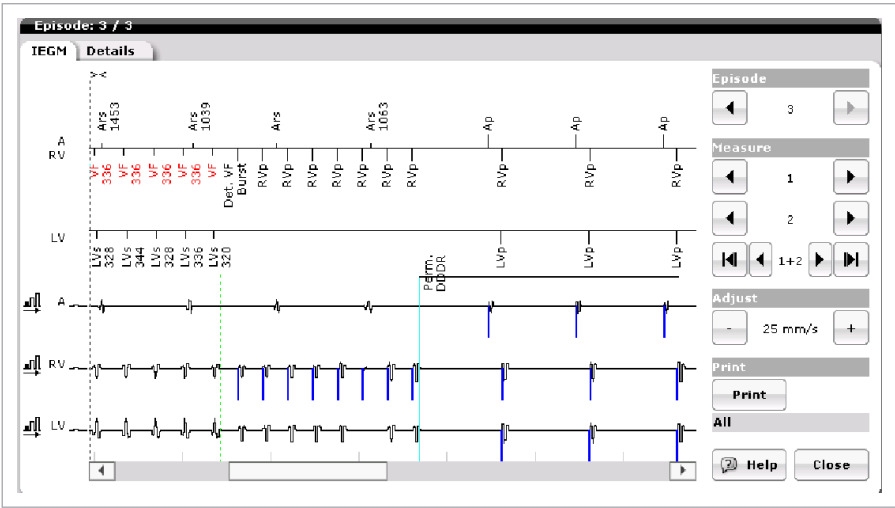 Episode: 3 / 3
IEGM Details
><
Ars 1453
Ars 1039
Ars
Ars 1063
Ap
Ap
Ap
A
RV
VF 336
VF 336
VF 336
VF 336
VF
Det. VF
Burst
RVp
RVp
RVp
RVp
RVp
RVp
RVp
RVp
RVp
RVp
LV
LVs 328
LVs 344
LVs 328
LVs 336
LVs 320
Perm. DDDR
LVp
LVp
LVp
A
RV
LV
Episode
3
Measure
1
2
1+2
Adjust
- 25 mm/s +
Print
Print
All
Help Close